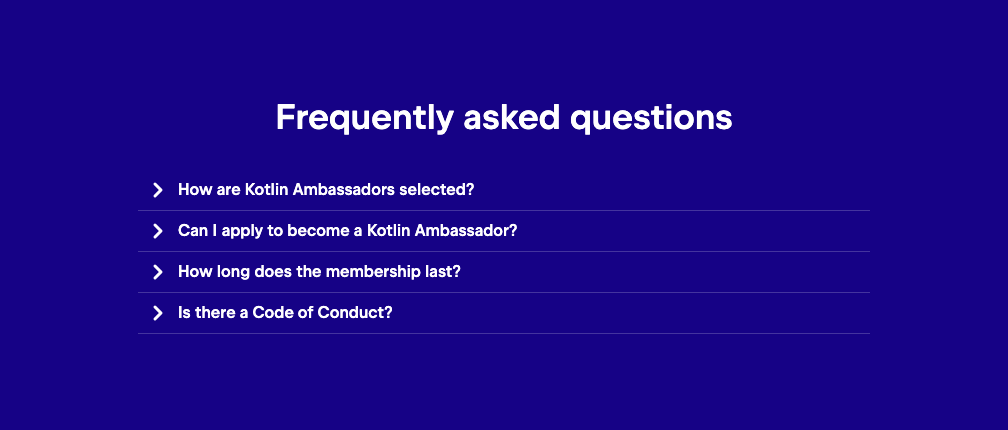 Frequently asked questions
How are Kotlin Ambassadors selected?
Can I apply to become a Kotlin Ambassador?
How long does the membership last?
Is there a Code of Conduct?